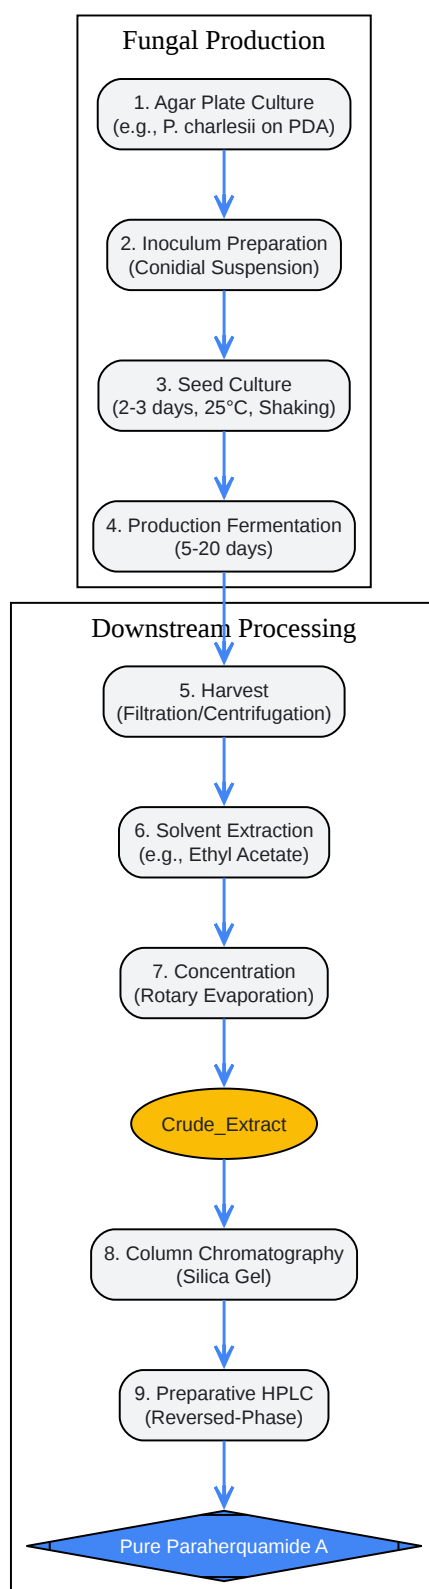 Fungal Production
1. Agar Plate Culture
(e.g., P. charlesii on PDA)
2. Inoculum Preparation
(Conidial Suspension)
3. Seed Culture
(2-3 days, 25°C, Shaking)
4. Production Fermentation
(5-20 days)
Downstream Processing
5. Harvest
(Filtration/Centrifugation)
6. Solvent Extraction
(e.g., Ethyl Acetate)
7. Concentration
(Rotary Evaporation)
Crude_Extract
8. Column Chromatography
(Silica Gel)
9. Preparative HPLC
(Reversed-Phase)
Pure Paraherquamide A